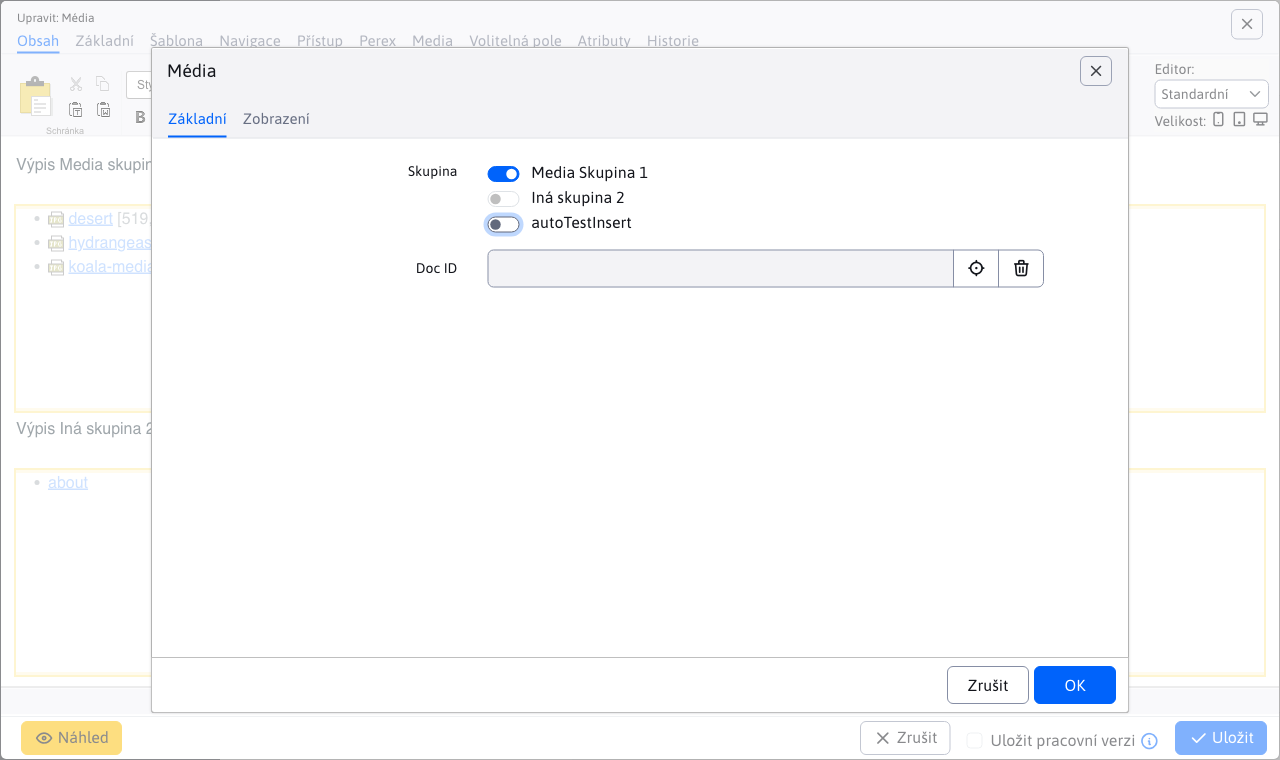 Upravit: Média
Obsah Základní Šablona Navigace Přístup Perex Media Volitelná pole Atributy Historie
Média
Editor:
Standardní
Velikost:
Schránka
B
Základní Zobrazení
Výpis Media skupin
Skupina
Media Skupina 1
Iná skupina 2
autoTestInsert
desert [519,
hydrangeas
koala-media
Doc ID
Výpis Iná skupina 2
about
Zrušit OK
Náhled Zrušit Uložit pracovní verzi Uložit